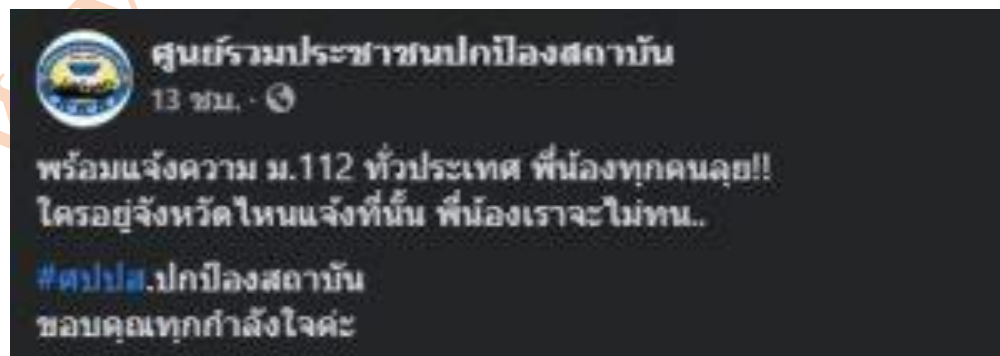 ศูนย์รวมประชาชนปกป้องสถาบัน
13 ชม.
พร้อมแจ้งความ ม.112 ทั่วประเทศ พี่น้องทุกคนลุย!!
ใครอยู่จังหวัดไหนแจ้งที่นั้น พี่น้องเราจะไม่ทน..
#ศปปส.ปกป้องสถาบัน
ขอบคุณทุกกำลังใจค่ะ